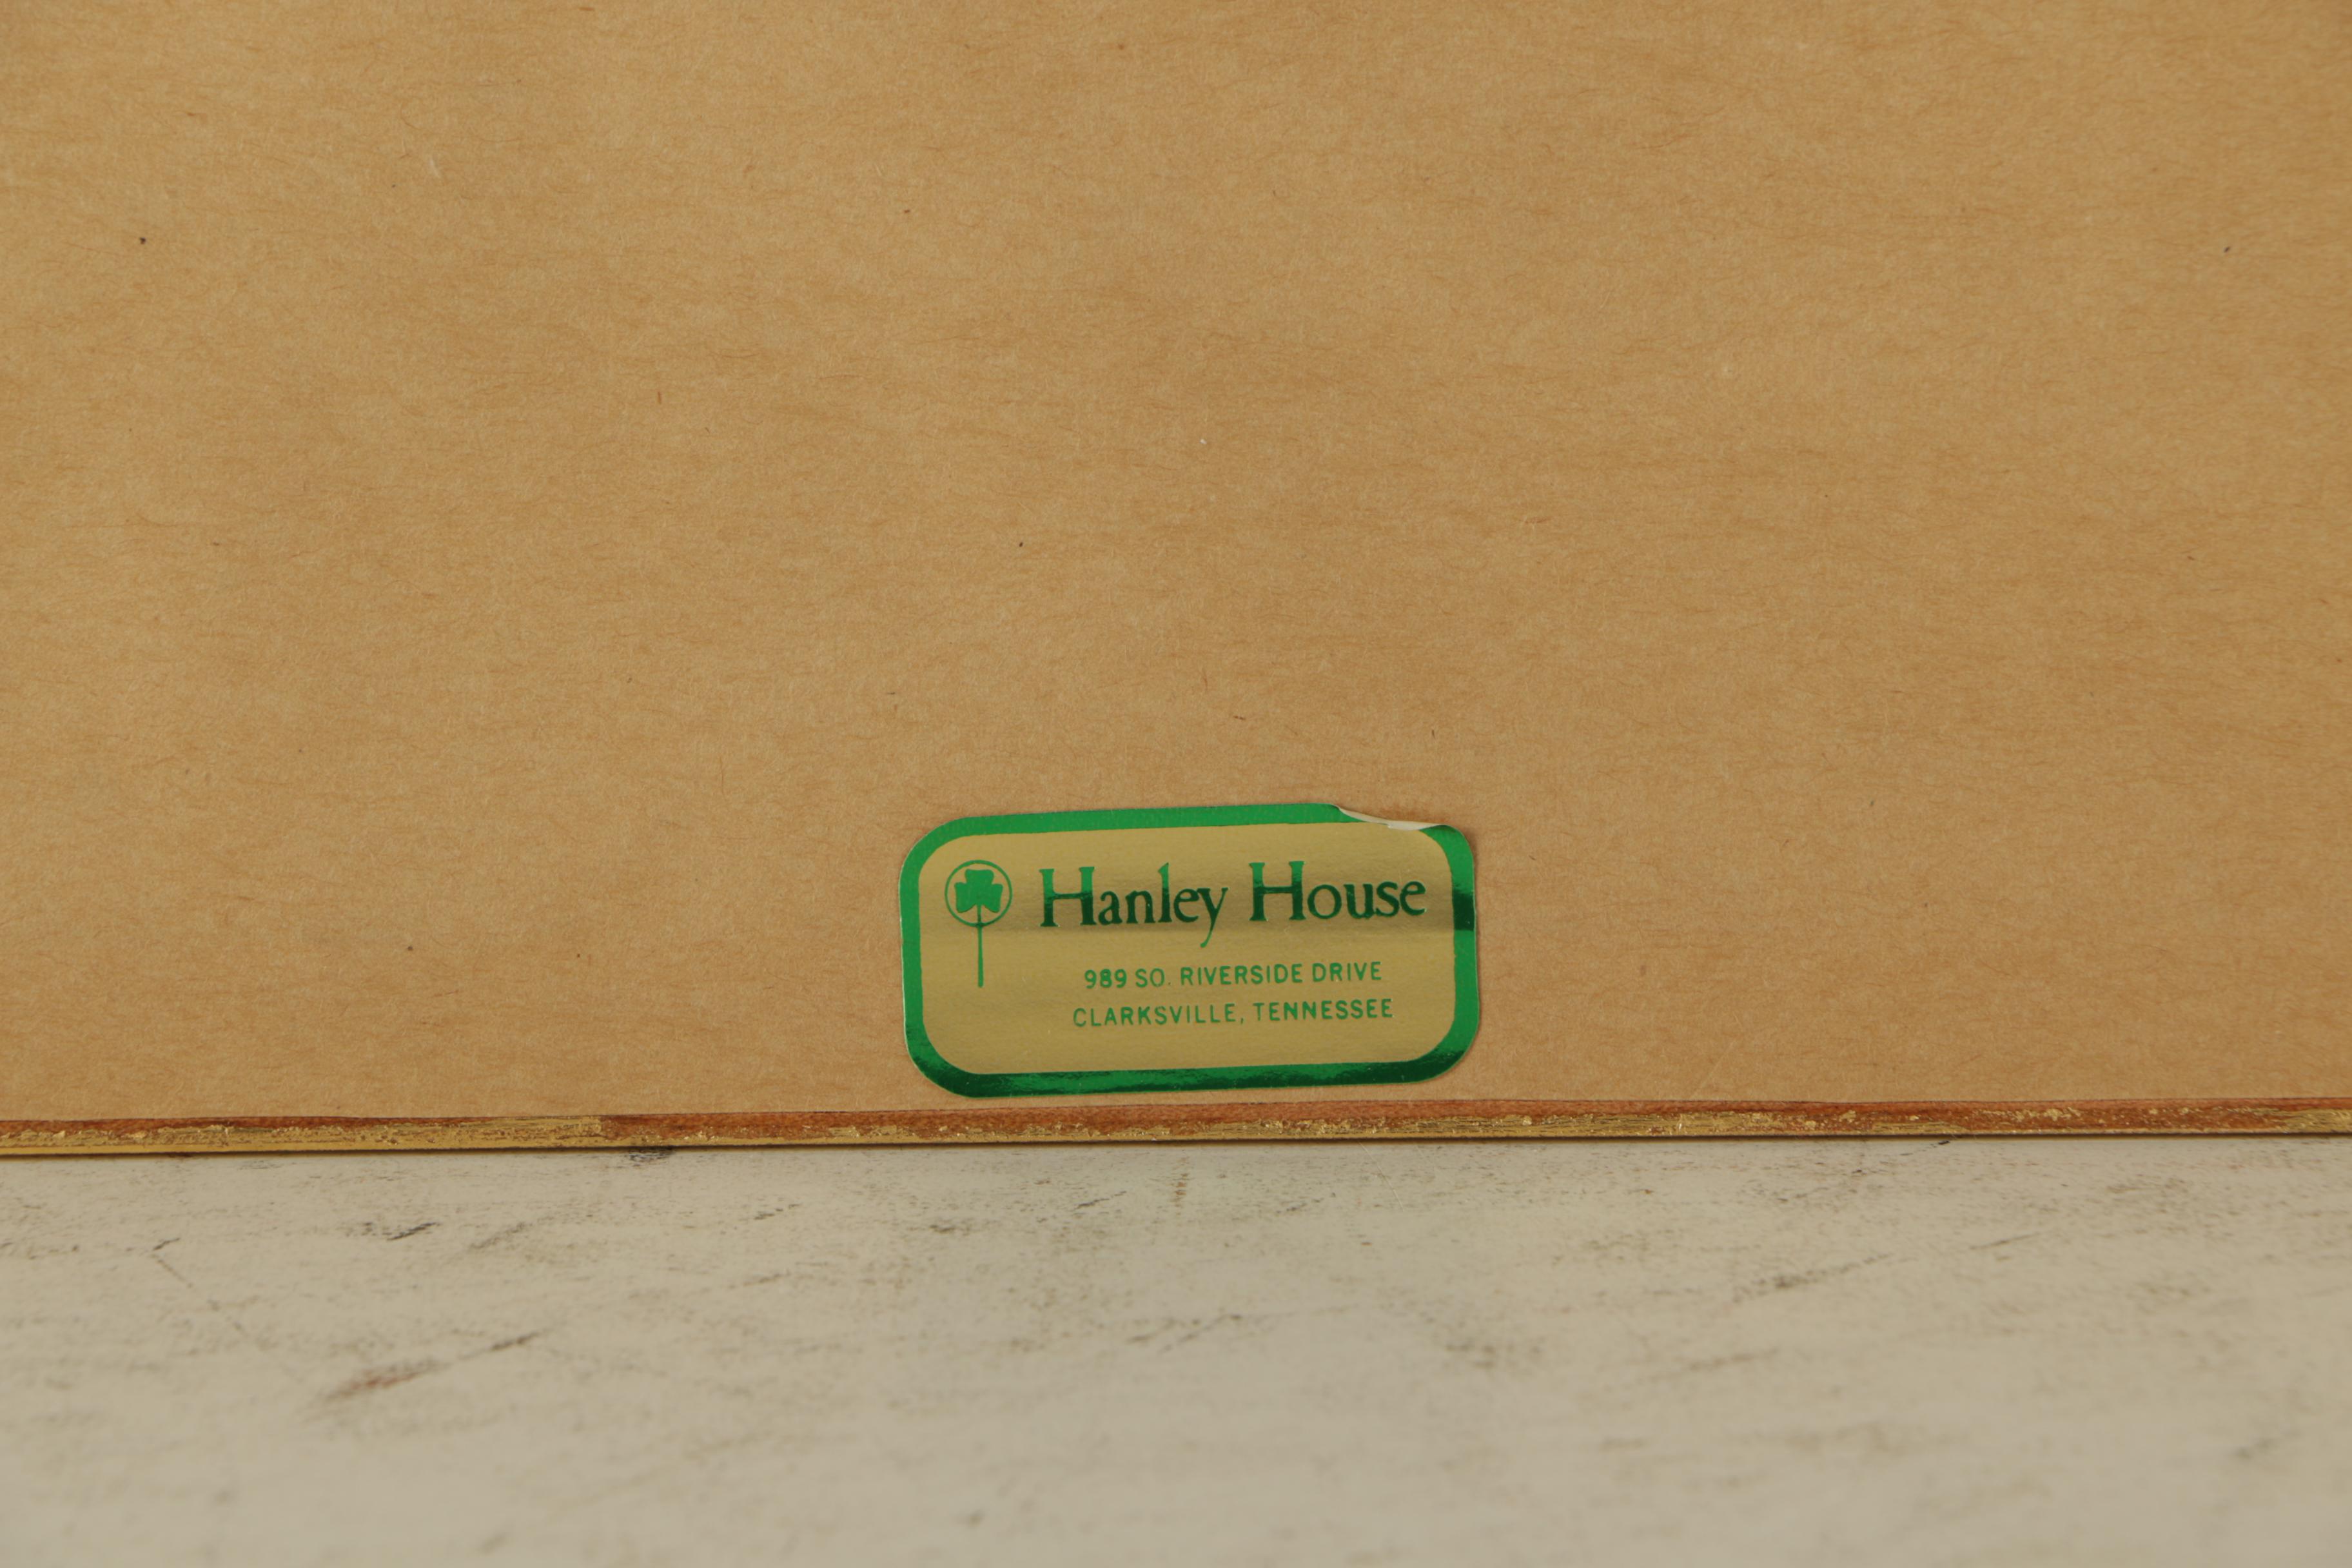 Hanley House
989 SO. RIVERSIDE DRIVE
CLARKSVILLE, TENNESSEE